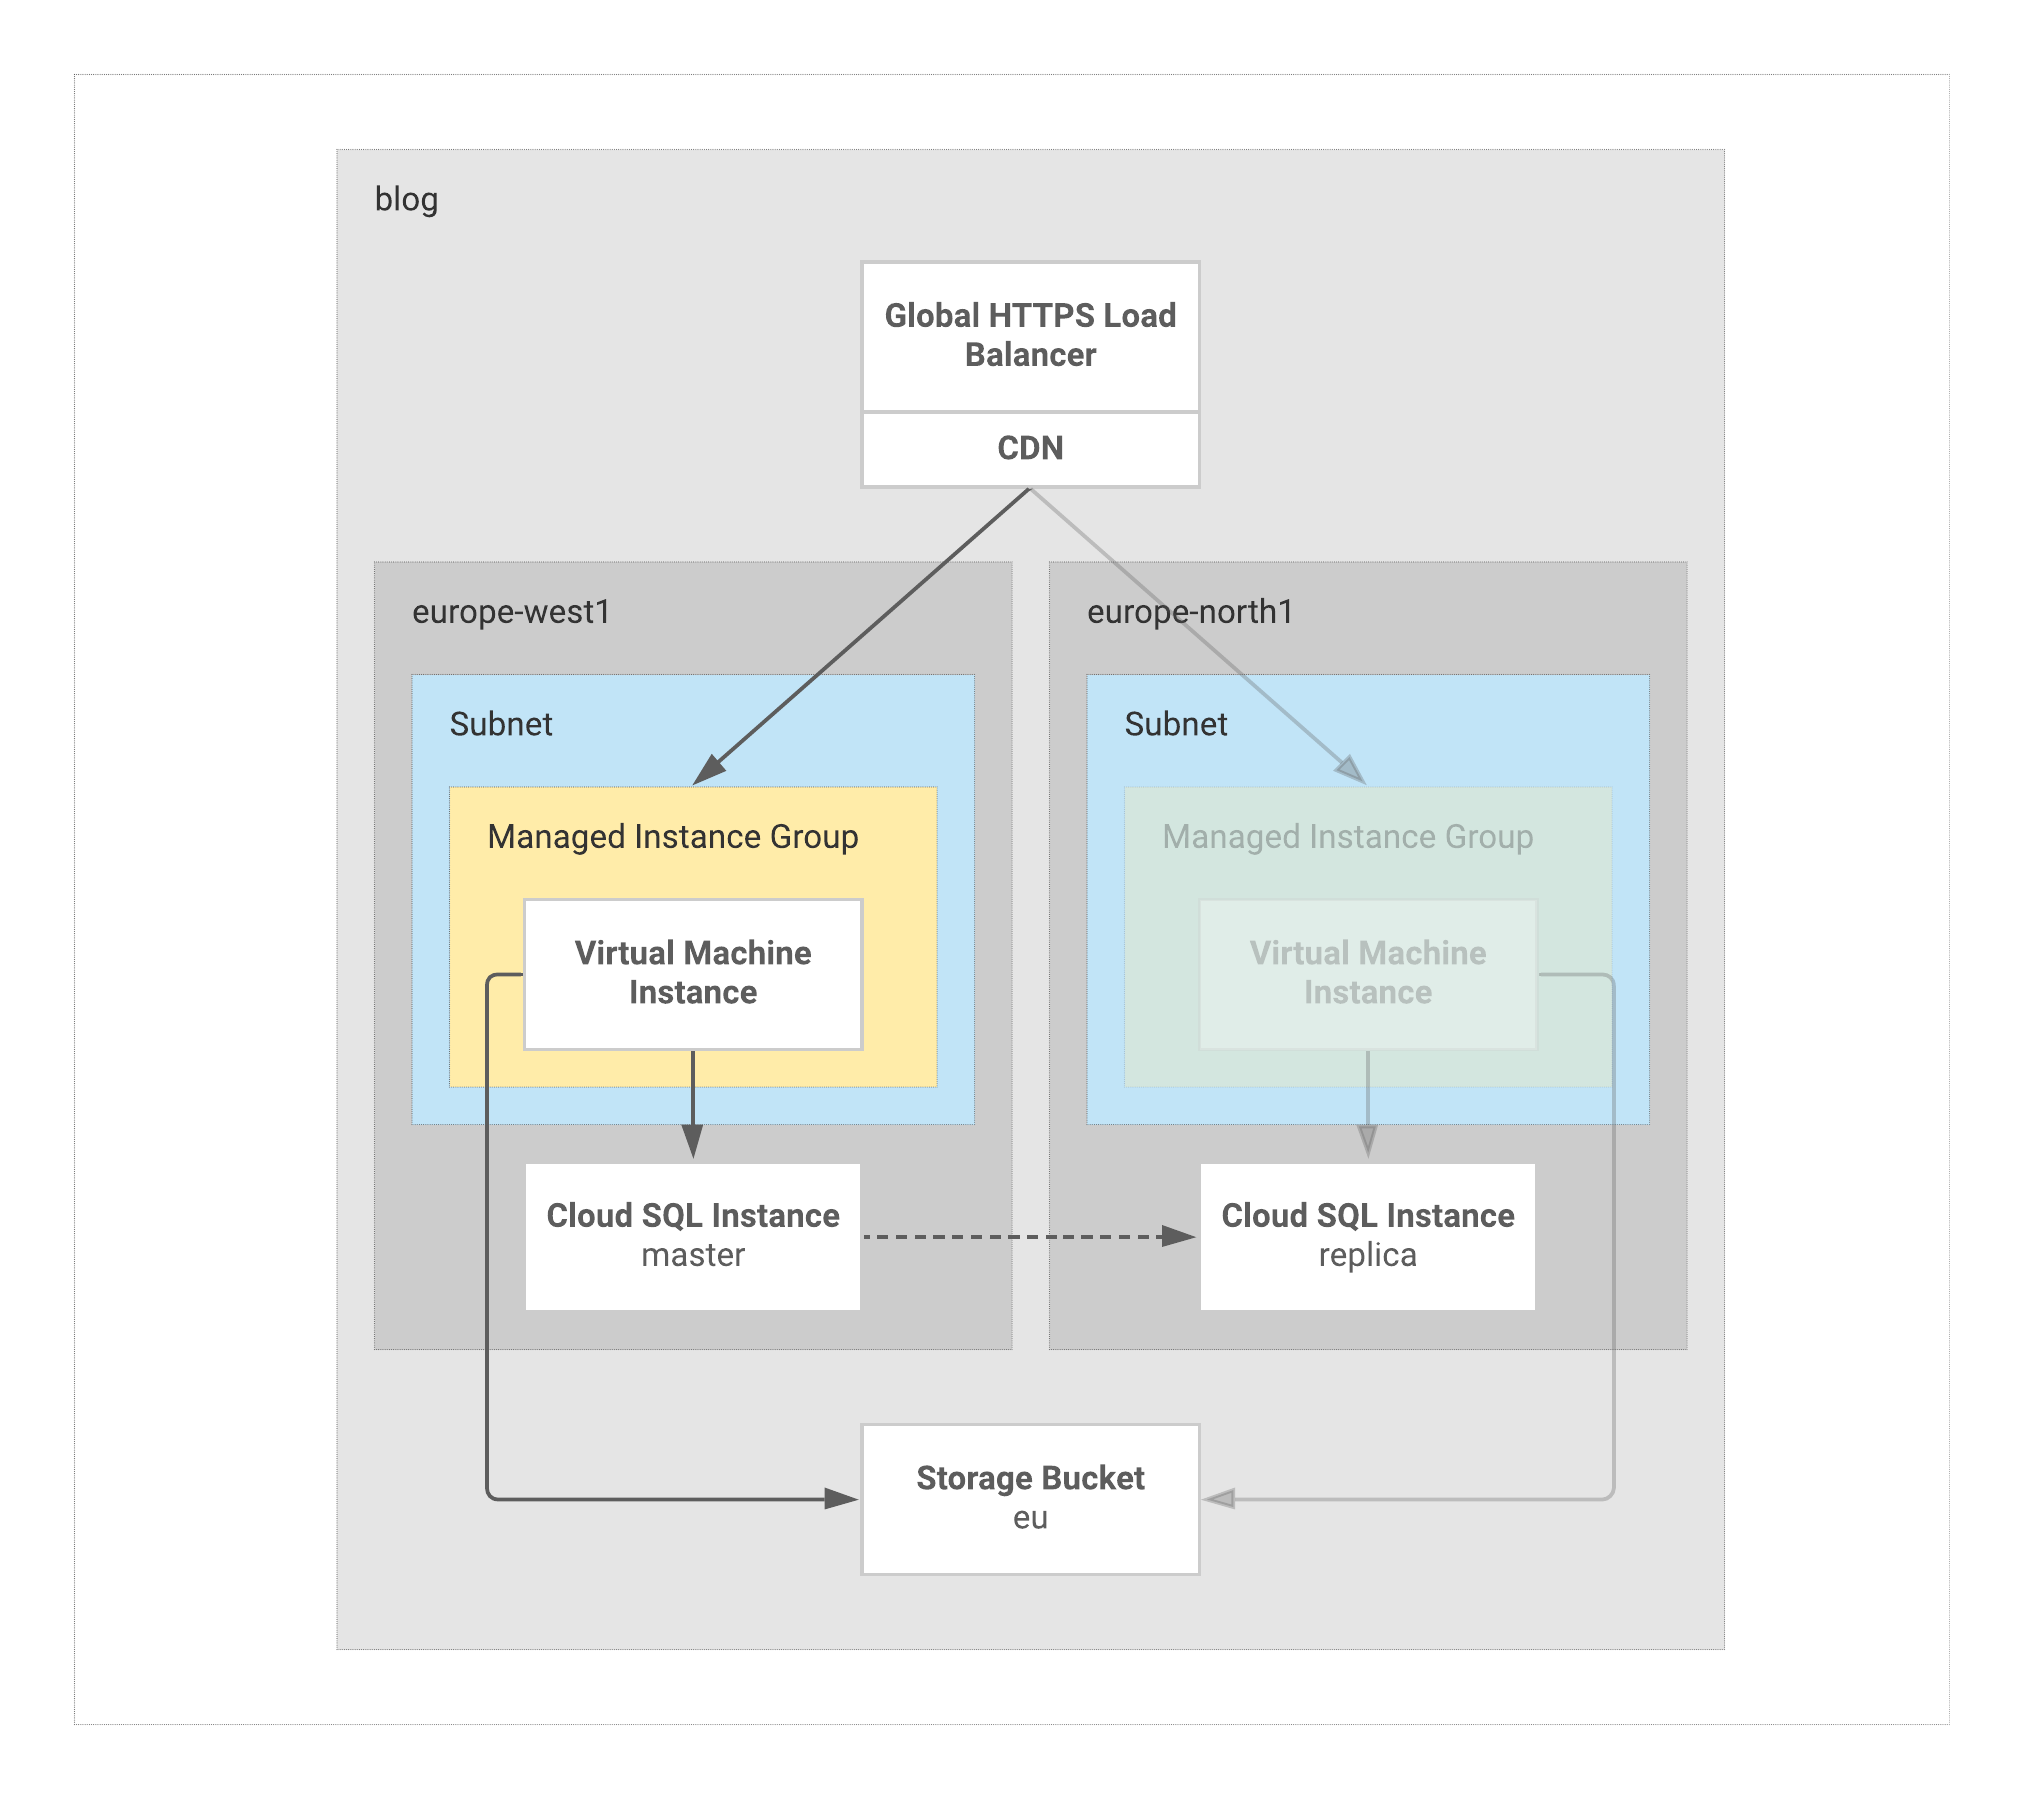 blog
Global HTTPS Load
Balancer
CDN
europe-west1
Subnet
Managed Instance Group
Virtual Machine
Instance
Cloud SQL Instance
master
europe-north1
Subnet
Managed Instance Group
Virtual Machine
Instance
Cloud SQL Instance
replica
Storage Bucket
eu